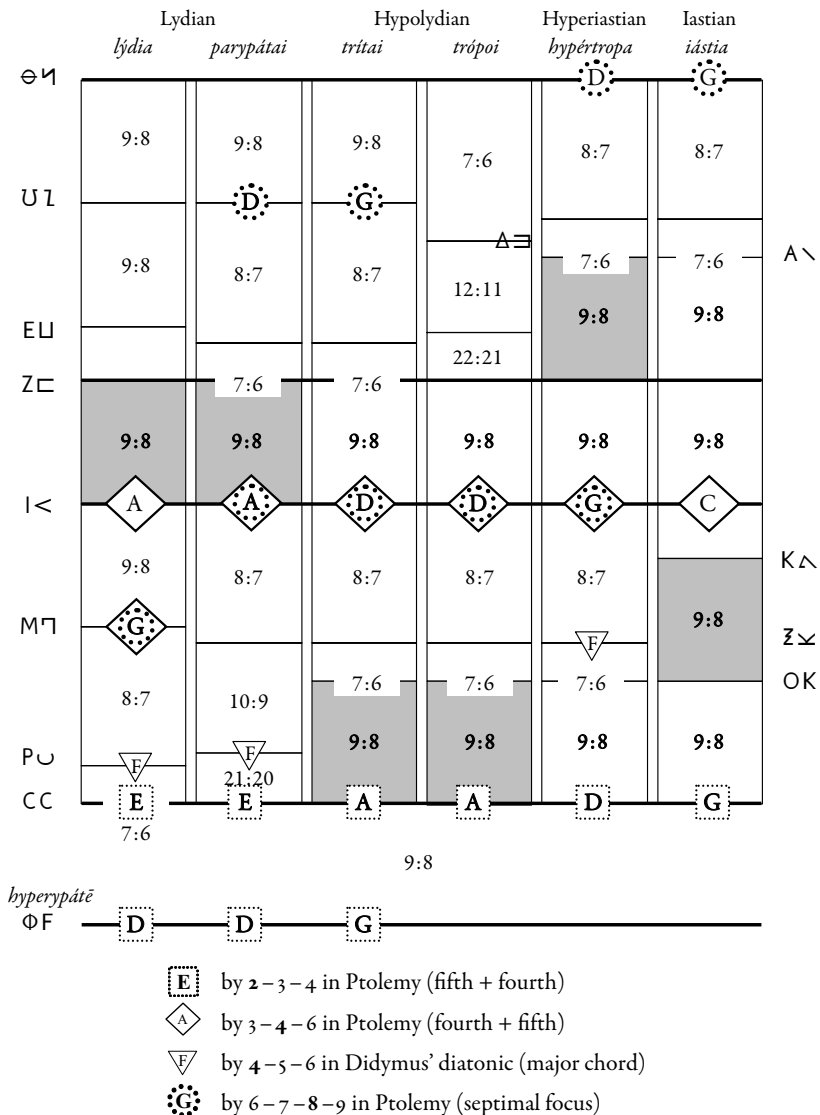 Lydian Hypolydian Hyperiastian Iastian
lýdia parypátai trítai trópoi hypértropa iástia
D G
9:8 9:8 9:8 7:6 8:7 8:7
D G
Δ
7:6 7:6 Α
9:8 8:7 8:7
12:11
9:8 9:8
Ε
22:21
Ζ 7:6 7:6
9:8 9:8 9:8 9:8 9:8 9:8
Ι A A D D G C
9:8 8:7 8:7 8:7 8:7
Κ
9:8
Μ G
F
7:6 7:6 7:6 ΟΚ
8:7 10:9
9:8 9:8 9:8 9:8
Ρ F F
21:20
CC E E A A D G
7:6
9:8
hyperypátē
ΦF D D G
E by 2–3–4 in Ptolemy (fifth + fourth)
A by 3–4–6 in Ptolemy (fourth + fifth)
F by 4–5–6 in Didymus’ diatonic (major chord)
G by 6–7–8–9 in Ptolemy (septimal focus)